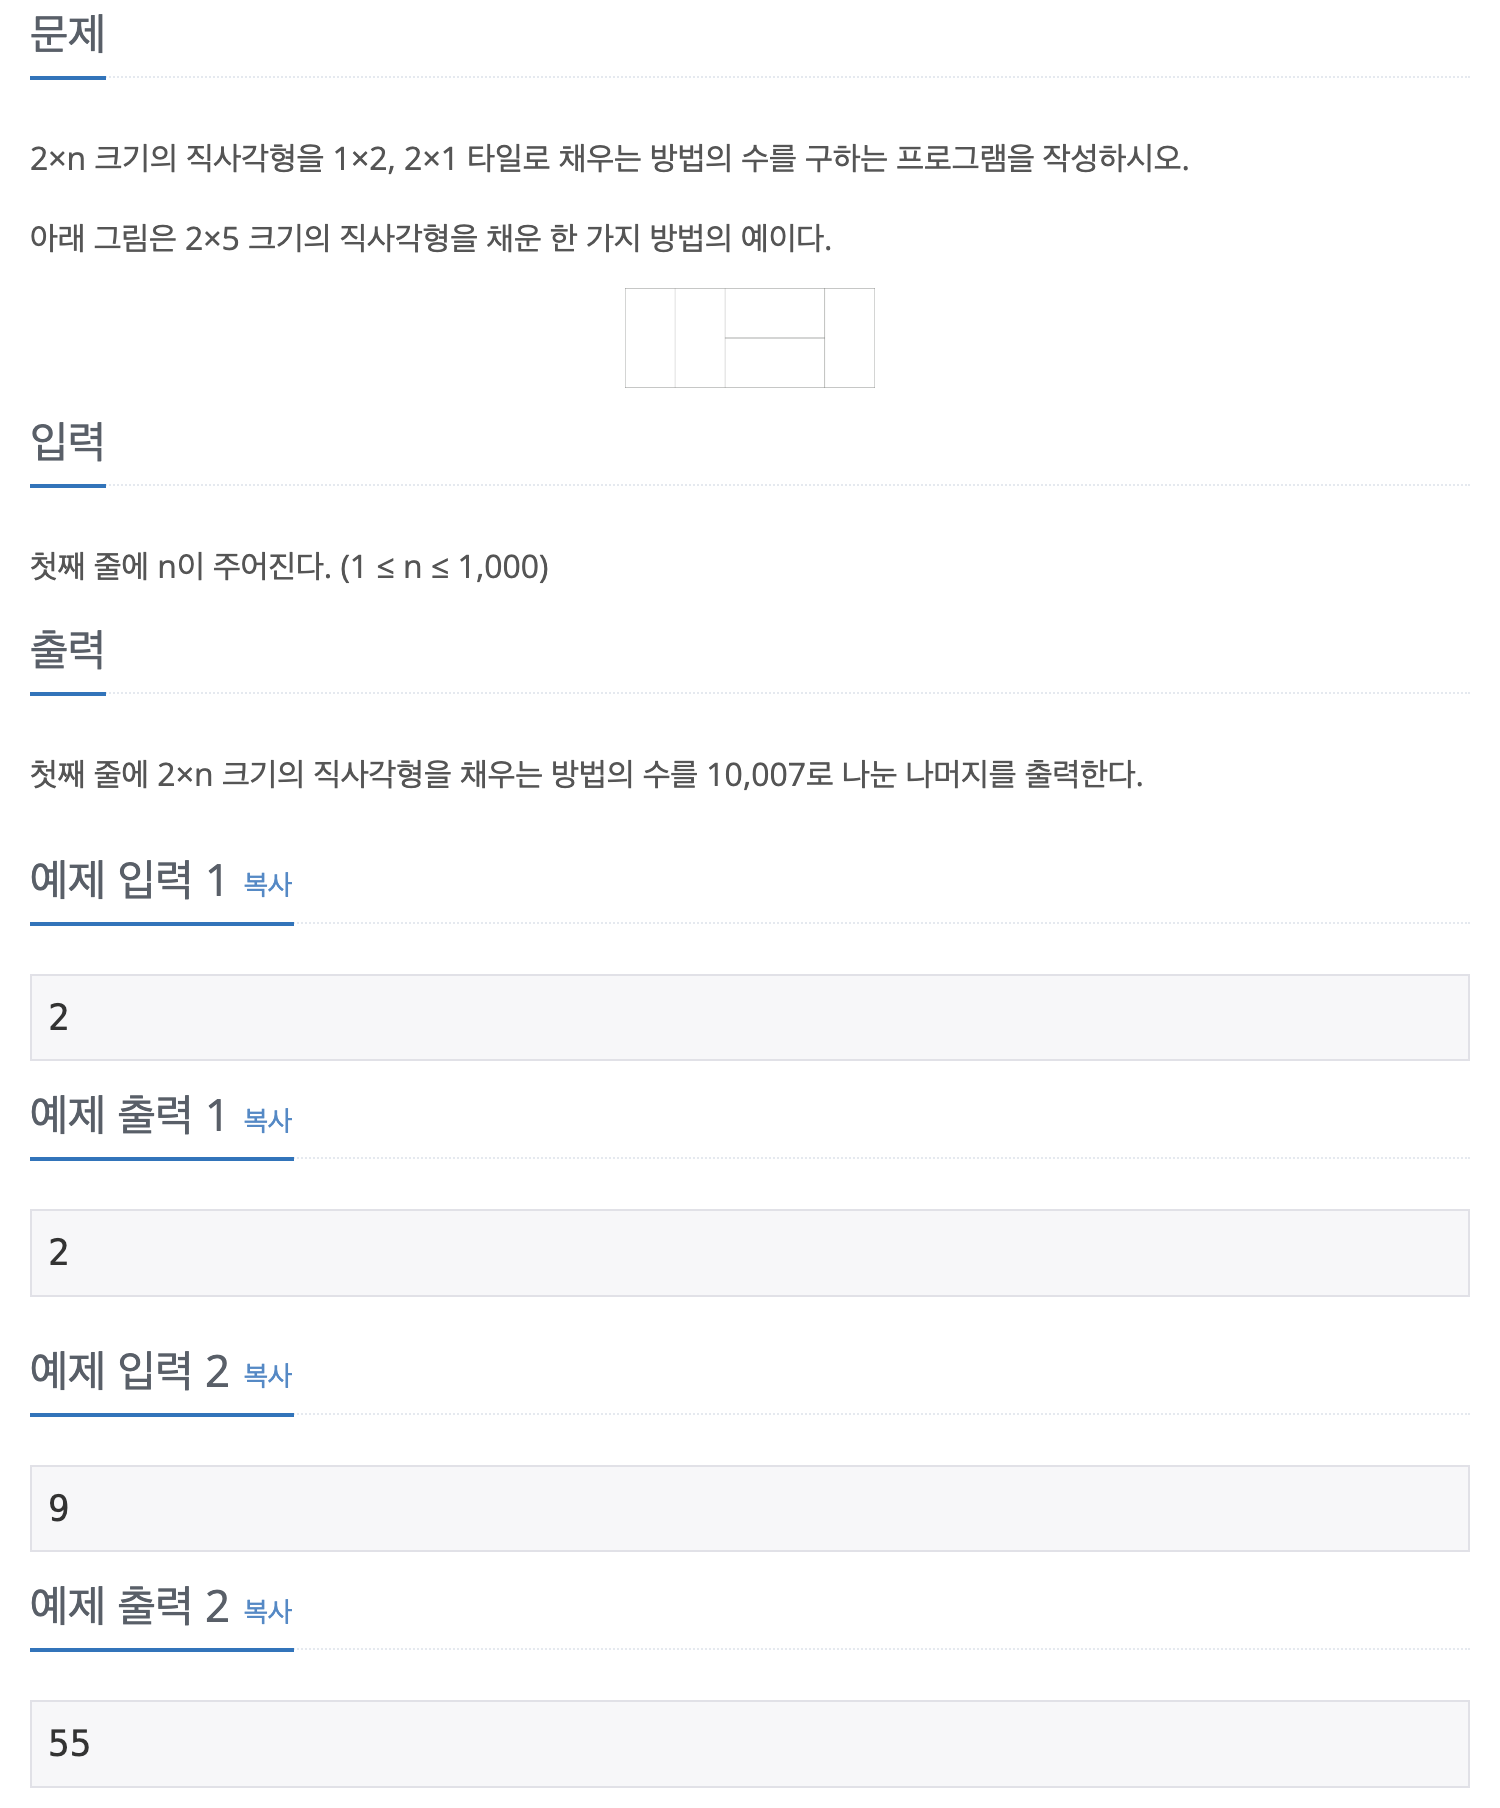 문제
2×n 크기의 직사각형을 1×2, 2×1 타일로 채우는 방법의 수를 구하는 프로그램을 작성하시오.
아래 그림은 2×5 크기의 직사각형을 채운 한 가지 방법의 예이다.
입력
첫째 줄에 n이 주어진다. (1 ≤ n ≤ 1,000)
출력
첫째 줄에 2×n 크기의 직사각형을 채우는 방법의 수를 10,007로 나눈 나머지를 출력한다.
예제 입력 1 복사
2
예제 출력 1 복사
2
예제 입력 2 복사
9
예제 출력 2 복사
55